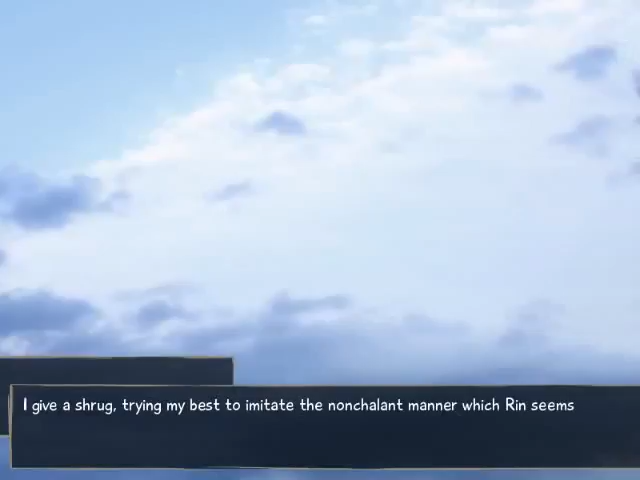 I give a shrug, trying my best to imitate the nonchalant manner which Rin seems